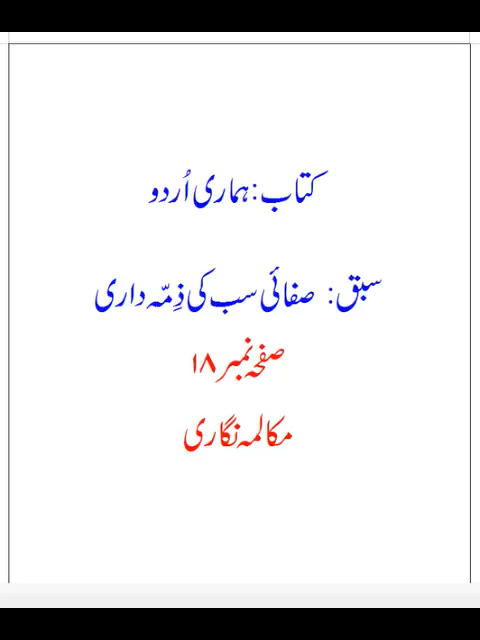 کتاب: ہماری اُردو
سبق: صفائی سب کی ذِمّہ داری
صفحہ نمبر ۱۸
مکالمہ نگاری